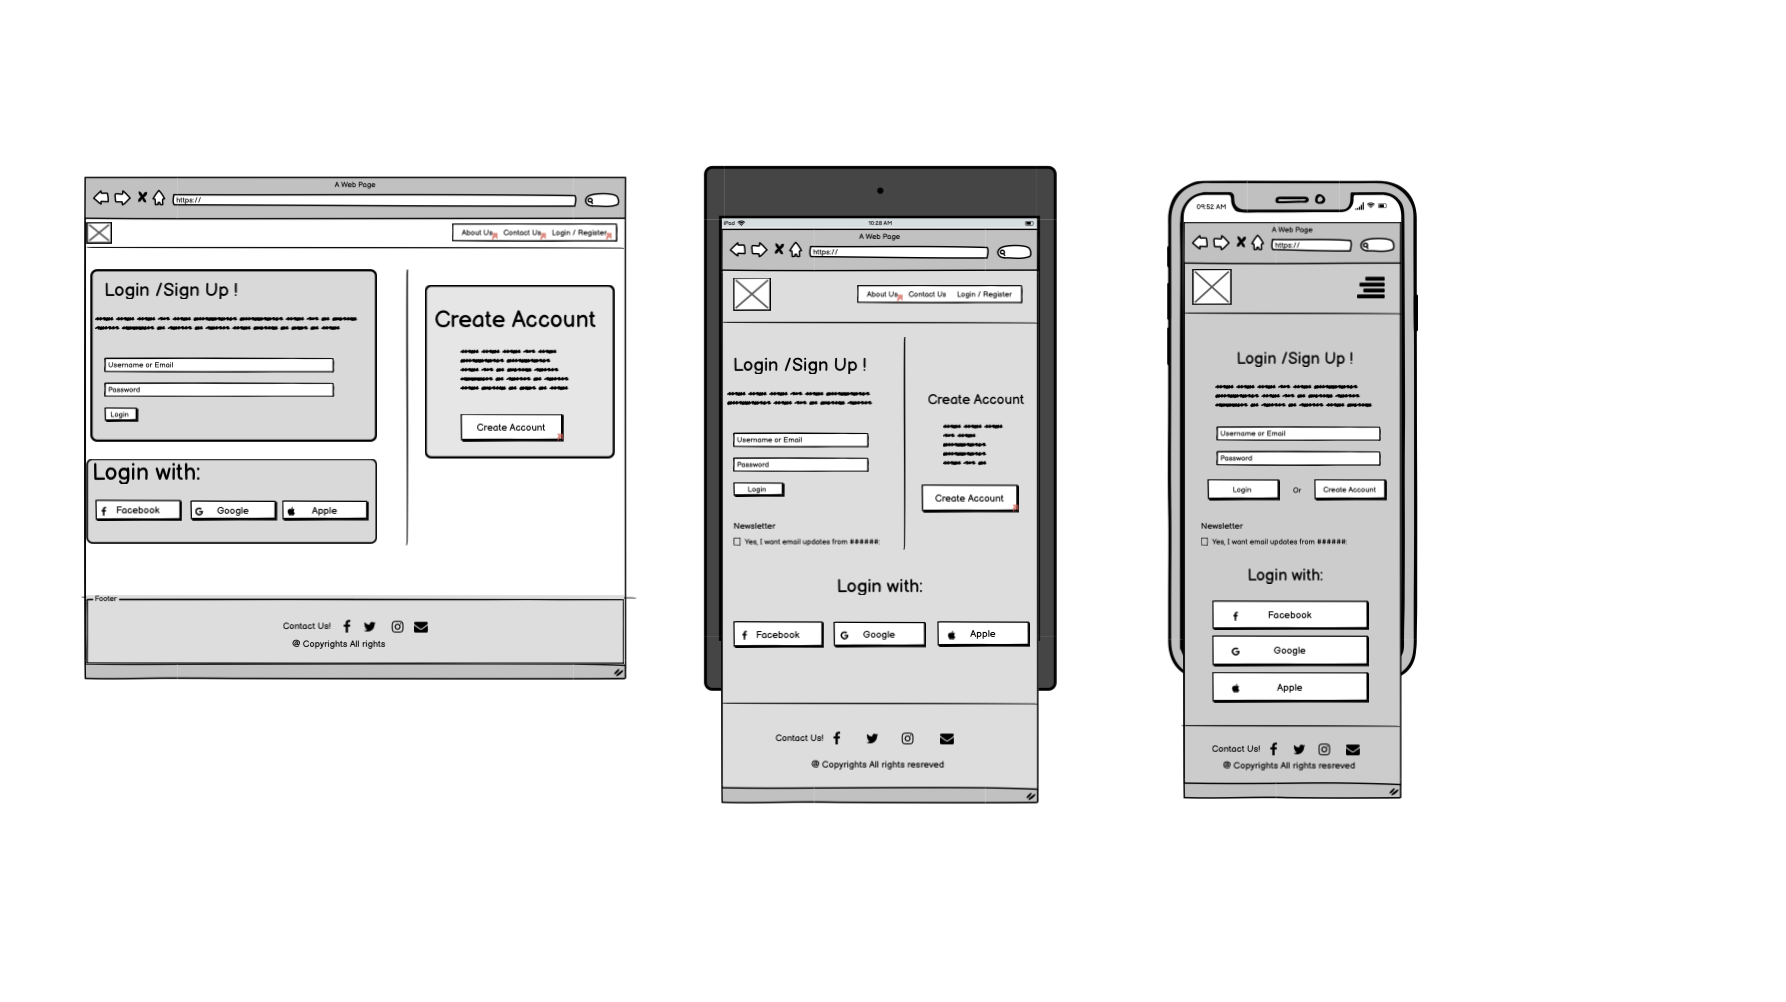 A Web Page
https://
About Us Contact Us Login / Register
Login /Sign Up !
Username or Email
Password
Login
Create Account
Create Account
Login with:
Facebook
Google
Apple
Footer
Contact Us!
@ Copyrights All rights
iPad
10:28 AM
A Web Page
https://
About Us Contact Us Login / Register
Login /Sign Up !
Username or Email
Password
Login
Newsletter
Yes, I want email updates from ######:
Create Account
Create Account
Login with:
Facebook
Google
Apple
Contact Us!
@ Copyrights All rights resreved
09:52 AM
A Web Page
https://
Login /Sign Up !
Username or Email
Password
Login Or Create Account
Newsletter
Yes, I want email updates from ######:
Login with:
Facebook
Google
Apple
Contact Us!
@ Copyrights All rights resreved